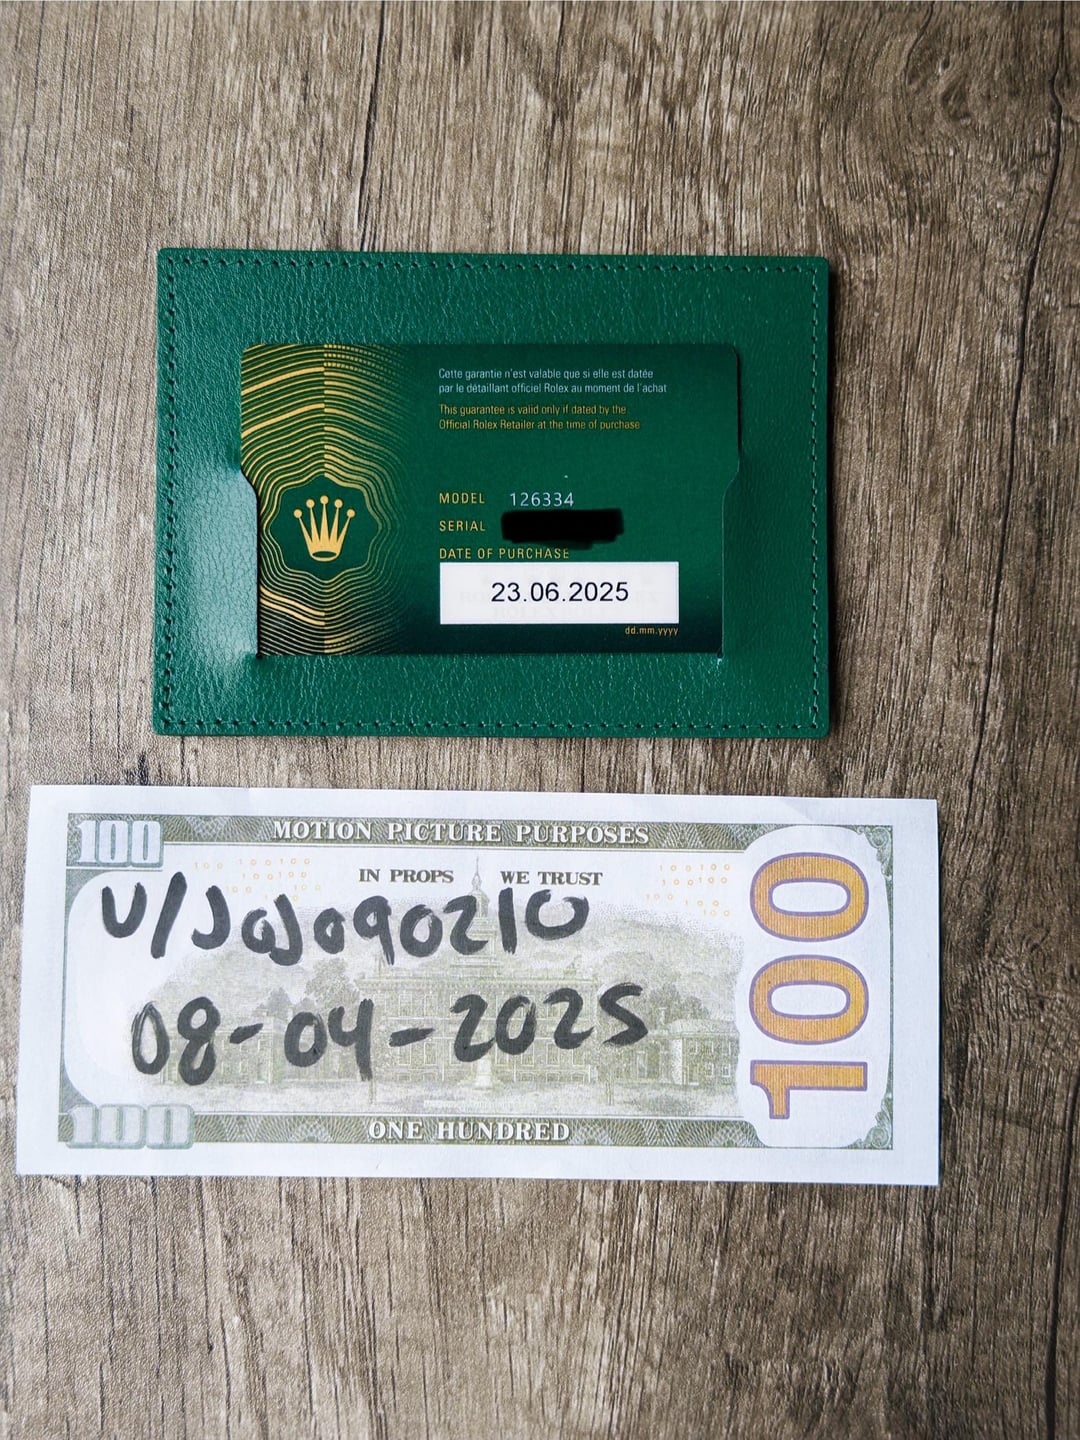 Cette garantie n'est valable que si elle est datée
par le détaillant officiel Rolex au moment de l'achat
This guarantee is valid only if dated by the
Official Rolex Retailer at the time of purchase
MODEL 126334
SERIAL
DATE OF PURCHASE
23.06.2025
dd.mm.yyyy
100 MOTION PICTURE PURPOSES
IN PROPS WE TRUST
U/JoJo090210
08-04-2025
100
100 ONE HUNDRED